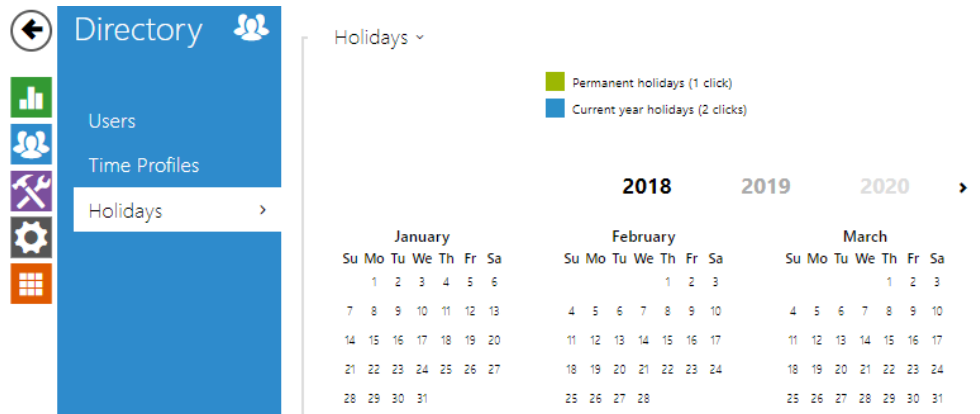 Directory
Users
Time Profiles
Holidays
Holidays
Permanent holidays (1 click)
Current year holidays (2 clicks)
2018 2019 2020
January
Su Mo Tu We Th Fr Sa
1 2 3 4 5 6
7 8 9 10 11 12 13
14 15 16 17 18 19 20
21 22 23 24 25 26 27
28 29 30 31
February
Su Mo Tu We Th Fr Sa
1 2 3
4 5 6 7 8 9 10
11 12 13 14 15 16 17
18 19 20 21 22 23 24
25 26 27 28
March
Su Mo Tu We Th Fr Sa
1 2 3
4 5 6 7 8 9 10
11 12 13 14 15 16 17
18 19 20 21 22 23 24
25 26 27 28 29 30 31